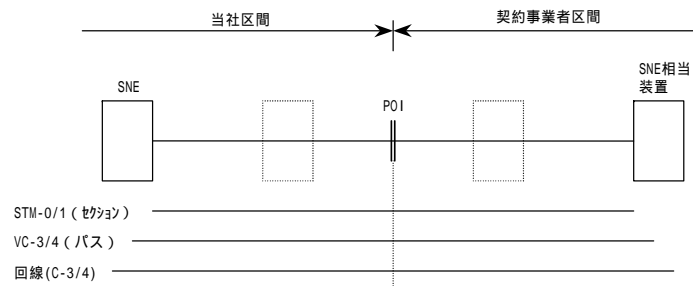 当社区間
契約事業者区間
SNE
POI
SNE相当
装置
STM-0/1(セクション)
VC-3/4(パス)
回線(C-3/4)